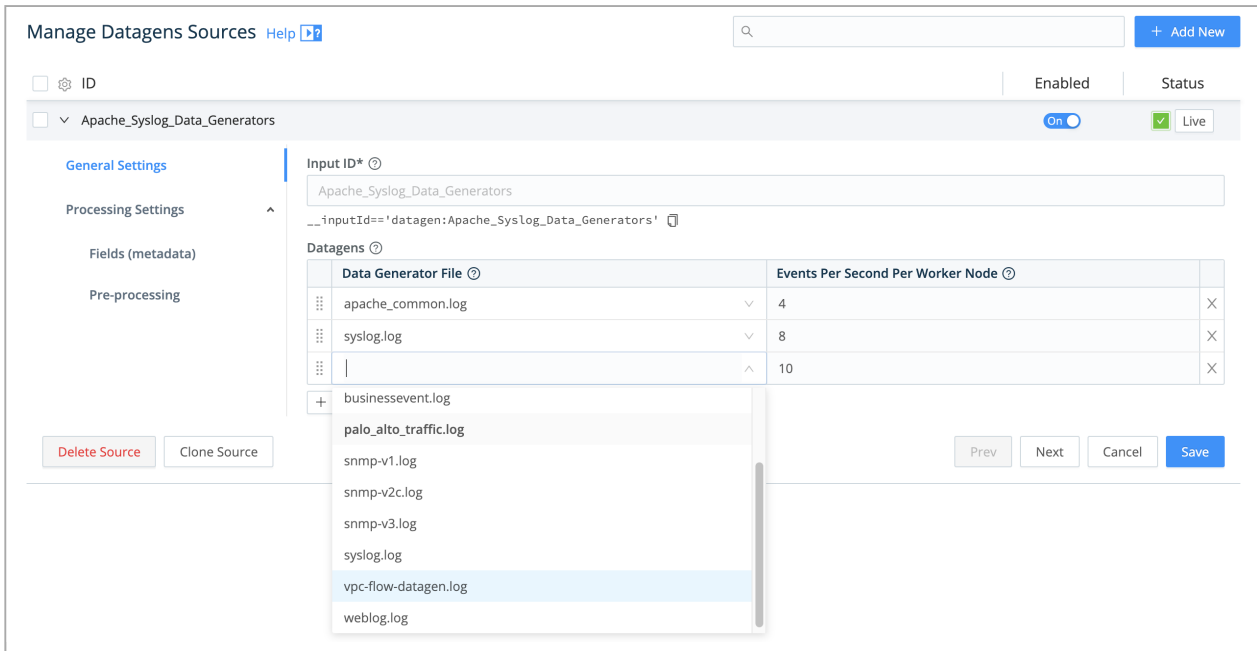 Manage Datagens Sources Help ?
+ Add New
ID Enabled Status
Apache_Syslog_Data_Generators On Live
General Settings
Processing Settings
Fields (metadata)
Pre-processing
Input ID* ?
Apache_Syslog_Data_Generators
__inputId=='datagen:Apache_Syslog_Data_Generators'
Datagens ?
Data Generator File ? Events Per Second Per Worker Node ?
apache_common.log 4 X
syslog.log 8 X
10 X
+
businessevent.log
palo_alto_traffic.log
snmp-v1.log
snmp-v2c.log
snmp-v3.log
syslog.log
vpc-flow-datagen.log
weblog.log
Delete Source Clone Source Prev Next Cancel Save